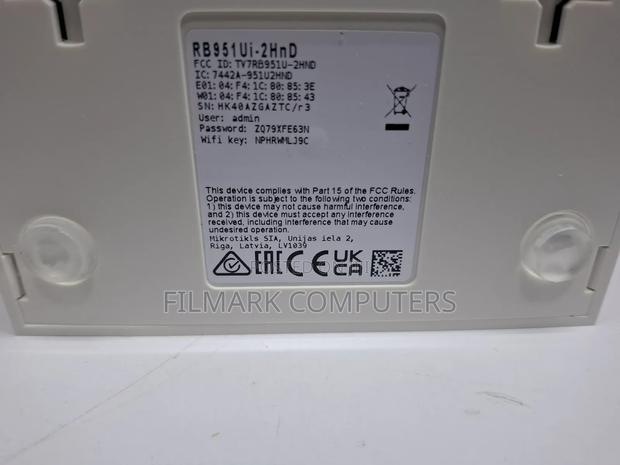 RB951Ui-2HnD
FCC ID: TV7RB951U-2HND
IC: 7442A-951U2HND
E01:04:F4:1C:80:85:3E
W01:04:F4:1C:80:85:43
SN: HK40AZGAZTC/r3
User: admin
Password: ZQ79XFE63N
Wifi key: NPHRWMLJ9C
This device complies with Part 15 of the FCC Rules.
Operation is subject to the following two conditions:
1) this device may not cause harmful interference,
and 2) this device must accept any interference
received, including interference that may cause
undesired operation.
Mikrotikls SIA, Unijas iela 2,
Riga, Latvia, LV1039
EAC CE UK CA
FILMARK COMPUTERS